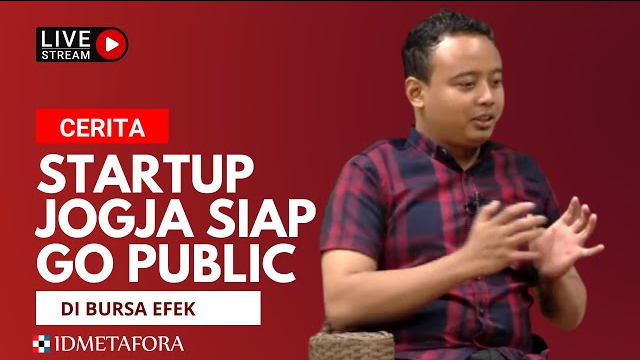 LIVE
STREAM
CERITA
STARTUP
JOGJA SIAP
GO PUBLIC
DI BURSA EFEK
IDMETAFORA